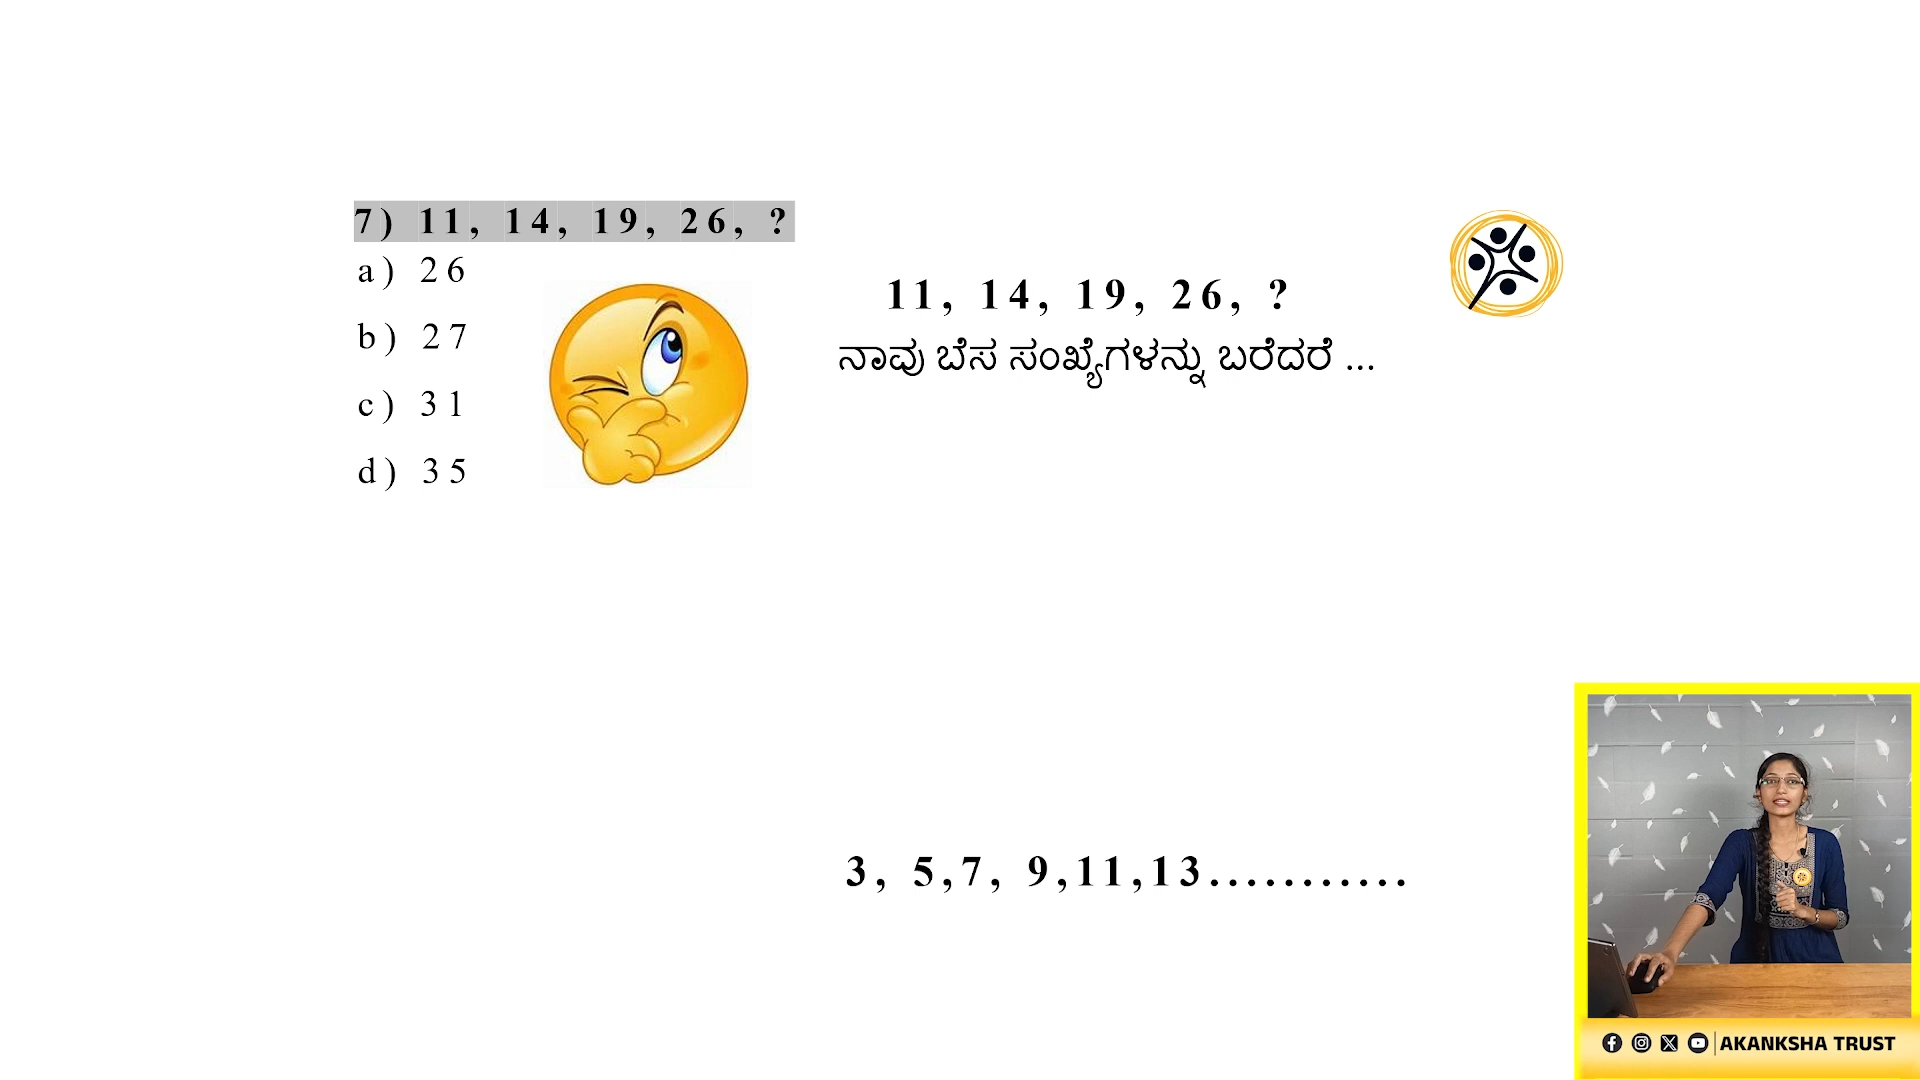 7) 11, 14, 19, 26, ?
a) 26
b) 27
c) 31
d) 35
11, 14, 19, 26, ?
ನಾವು ಬೆಸ ಸಂಖ್ಯೆಗಳನ್ನು ಬರೆದರೆ ...
3, 5,7, 9,11,13...........
AKANKSHA TRUST